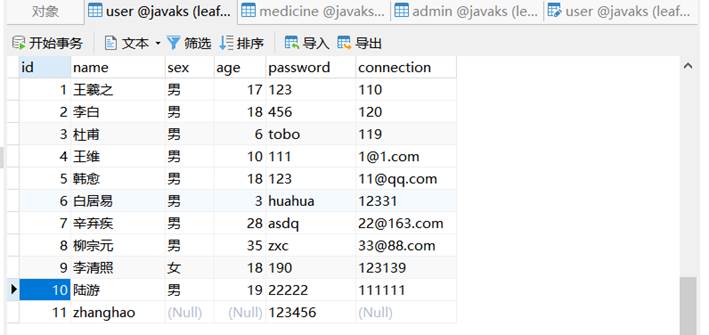 对象 user @javaks (leaf... medicine @javaks... admin @javaks (le... user @javaks (leaf...
开始事务 文本 筛选 排序 导入 导出
id name sex age password connection
1 王羲之 男 17 123 110
2 李白 男 18 456 120
3 杜甫 男 6 tobo 119
4 王维 男 10 111 1@1.com
5 韩愈 男 18 123 11@qq.com
6 白居易 男 3 huahua 12331
7 辛弃疾 男 28 asdq 22@163.com
8 柳宗元 男 35 zxc 33@88.com
9 李清照 女 18 190 123139
10 陆游 男 19 22222 111111
11 zhanghao (Null) (Null) 123456 (Null)